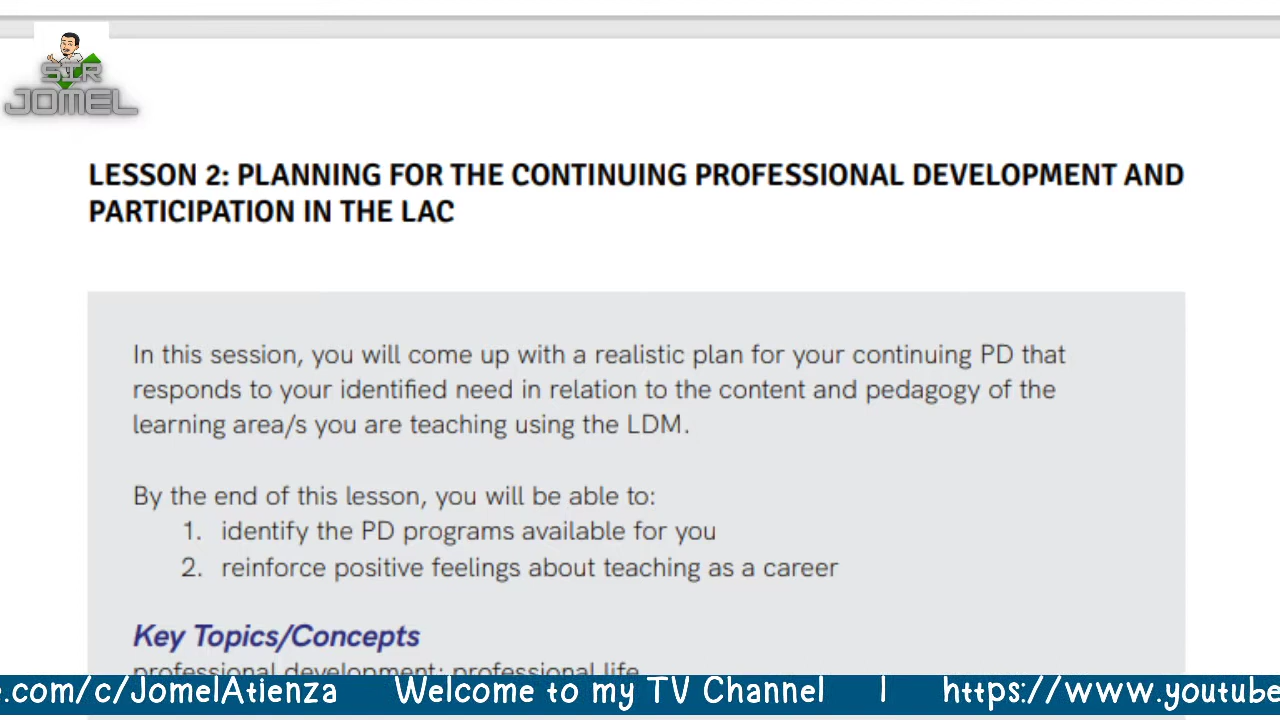 SIR
JOMEL
LESSON 2: PLANNING FOR THE CONTINUING PROFESSIONAL DEVELOPMENT AND
PARTICIPATION IN THE LAC
In this session, you will come up with a realistic plan for your continuing PD that
responds to your identified need in relation to the content and pedagogy of the
learning area/s you are teaching using the LDM.
By the end of this lesson, you will be able to:
1. identify the PD programs available for you
2. reinforce positive feelings about teaching as a career
Key Topics/Concepts
professional development; professional life
e.com/c/JomelAtienza Welcome to my TV Channel | https://www.youtube